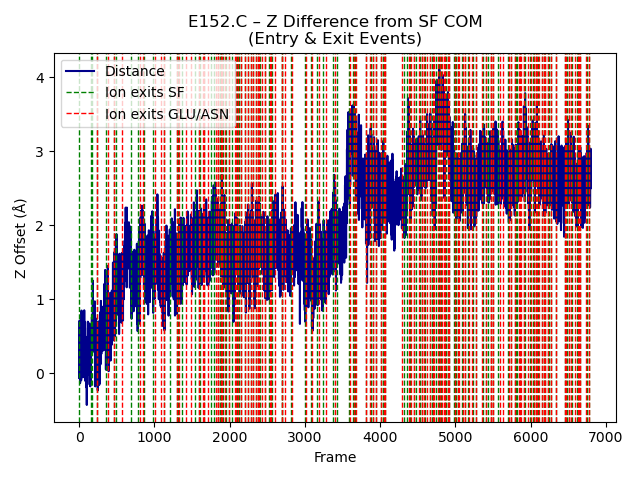 E152.C – Z Difference from SF COM
(Entry & Exit Events)
Distance
Ion exits SF
Ion exits GLU/ASN
Z Offset (Å)
4
3
2
1
0
0 1000 2000 3000 4000 5000 6000 7000
Frame